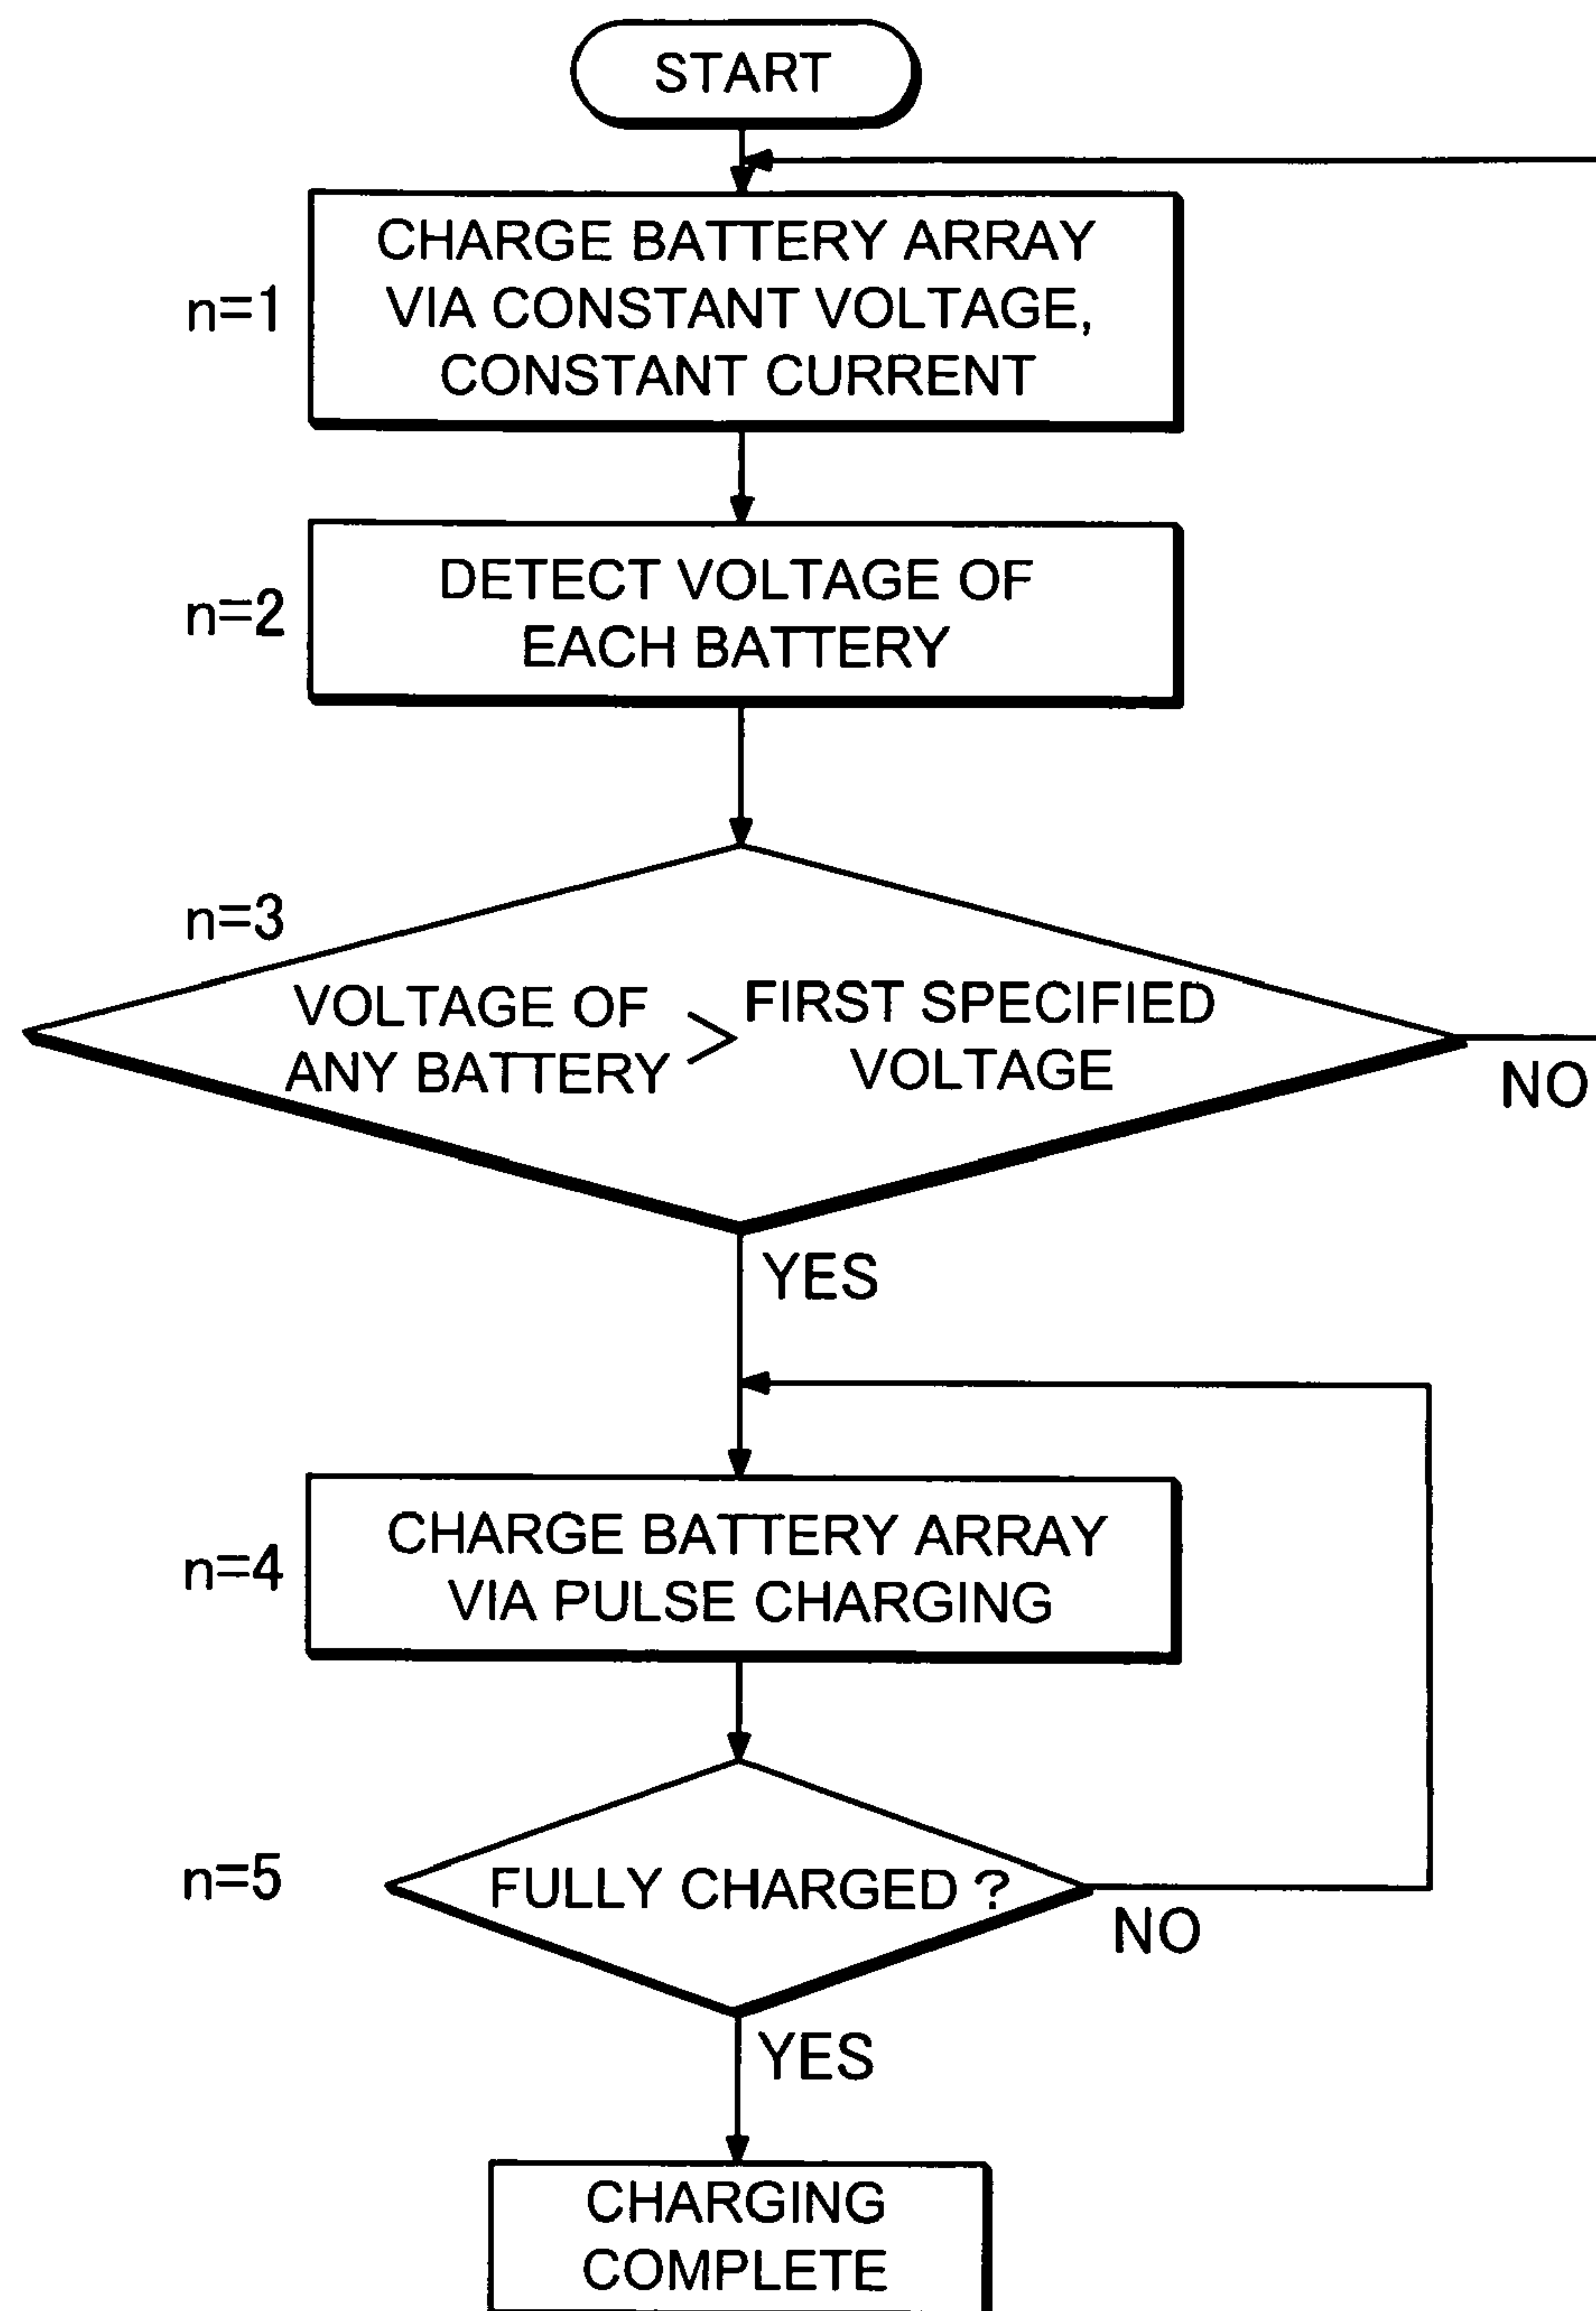 START
n=1
CHARGE BATTERY ARRAY
VIA CONSTANT VOLTAGE,
CONSTANT CURRENT
n=2
DETECT VOLTAGE OF
EACH BATTERY
n=3
VOLTAGE OF
ANY BATTERY
>
FIRST SPECIFIED
VOLTAGE
NO
YES
n=4
CHARGE BATTERY ARRAY
VIA PULSE CHARGING
n=5
FULLY CHARGED ?
NO
YES
CHARGING
COMPLETE